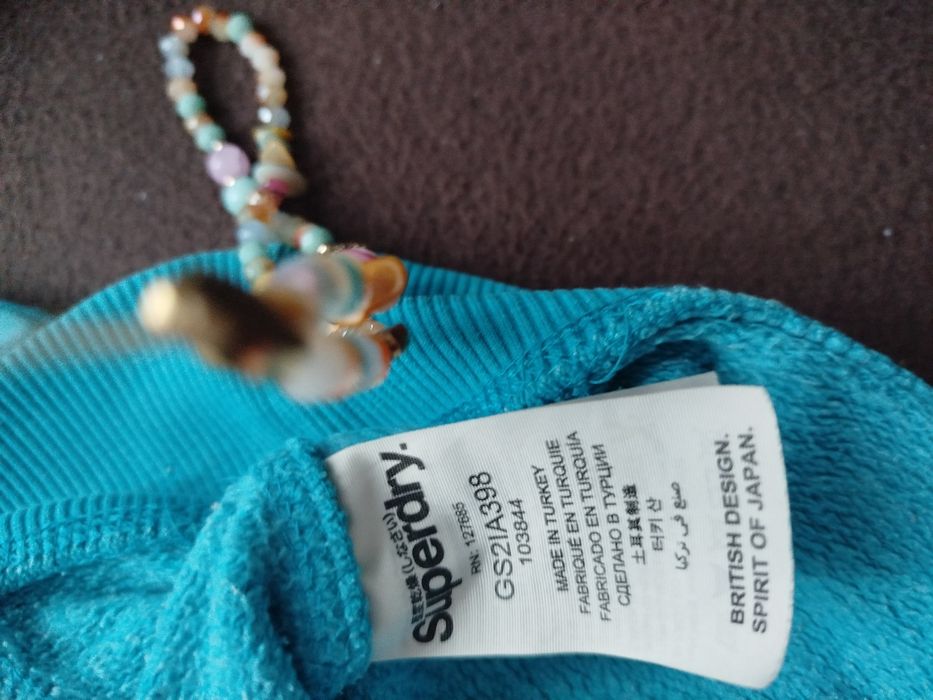 極度乾燥(しなさい)
Superdry.
RN: 127685
GS2IA398
103844
MADE IN TURKEY
FABRIQUÉ EN TURQUIE
FABRICADO EN TURQUÍA
СДЕЛАНО В ТУРЦИИ
土耳其制造
터키 산
صنع في تركيا
BRITISH DESIGN.
SPIRIT OF JAPAN.